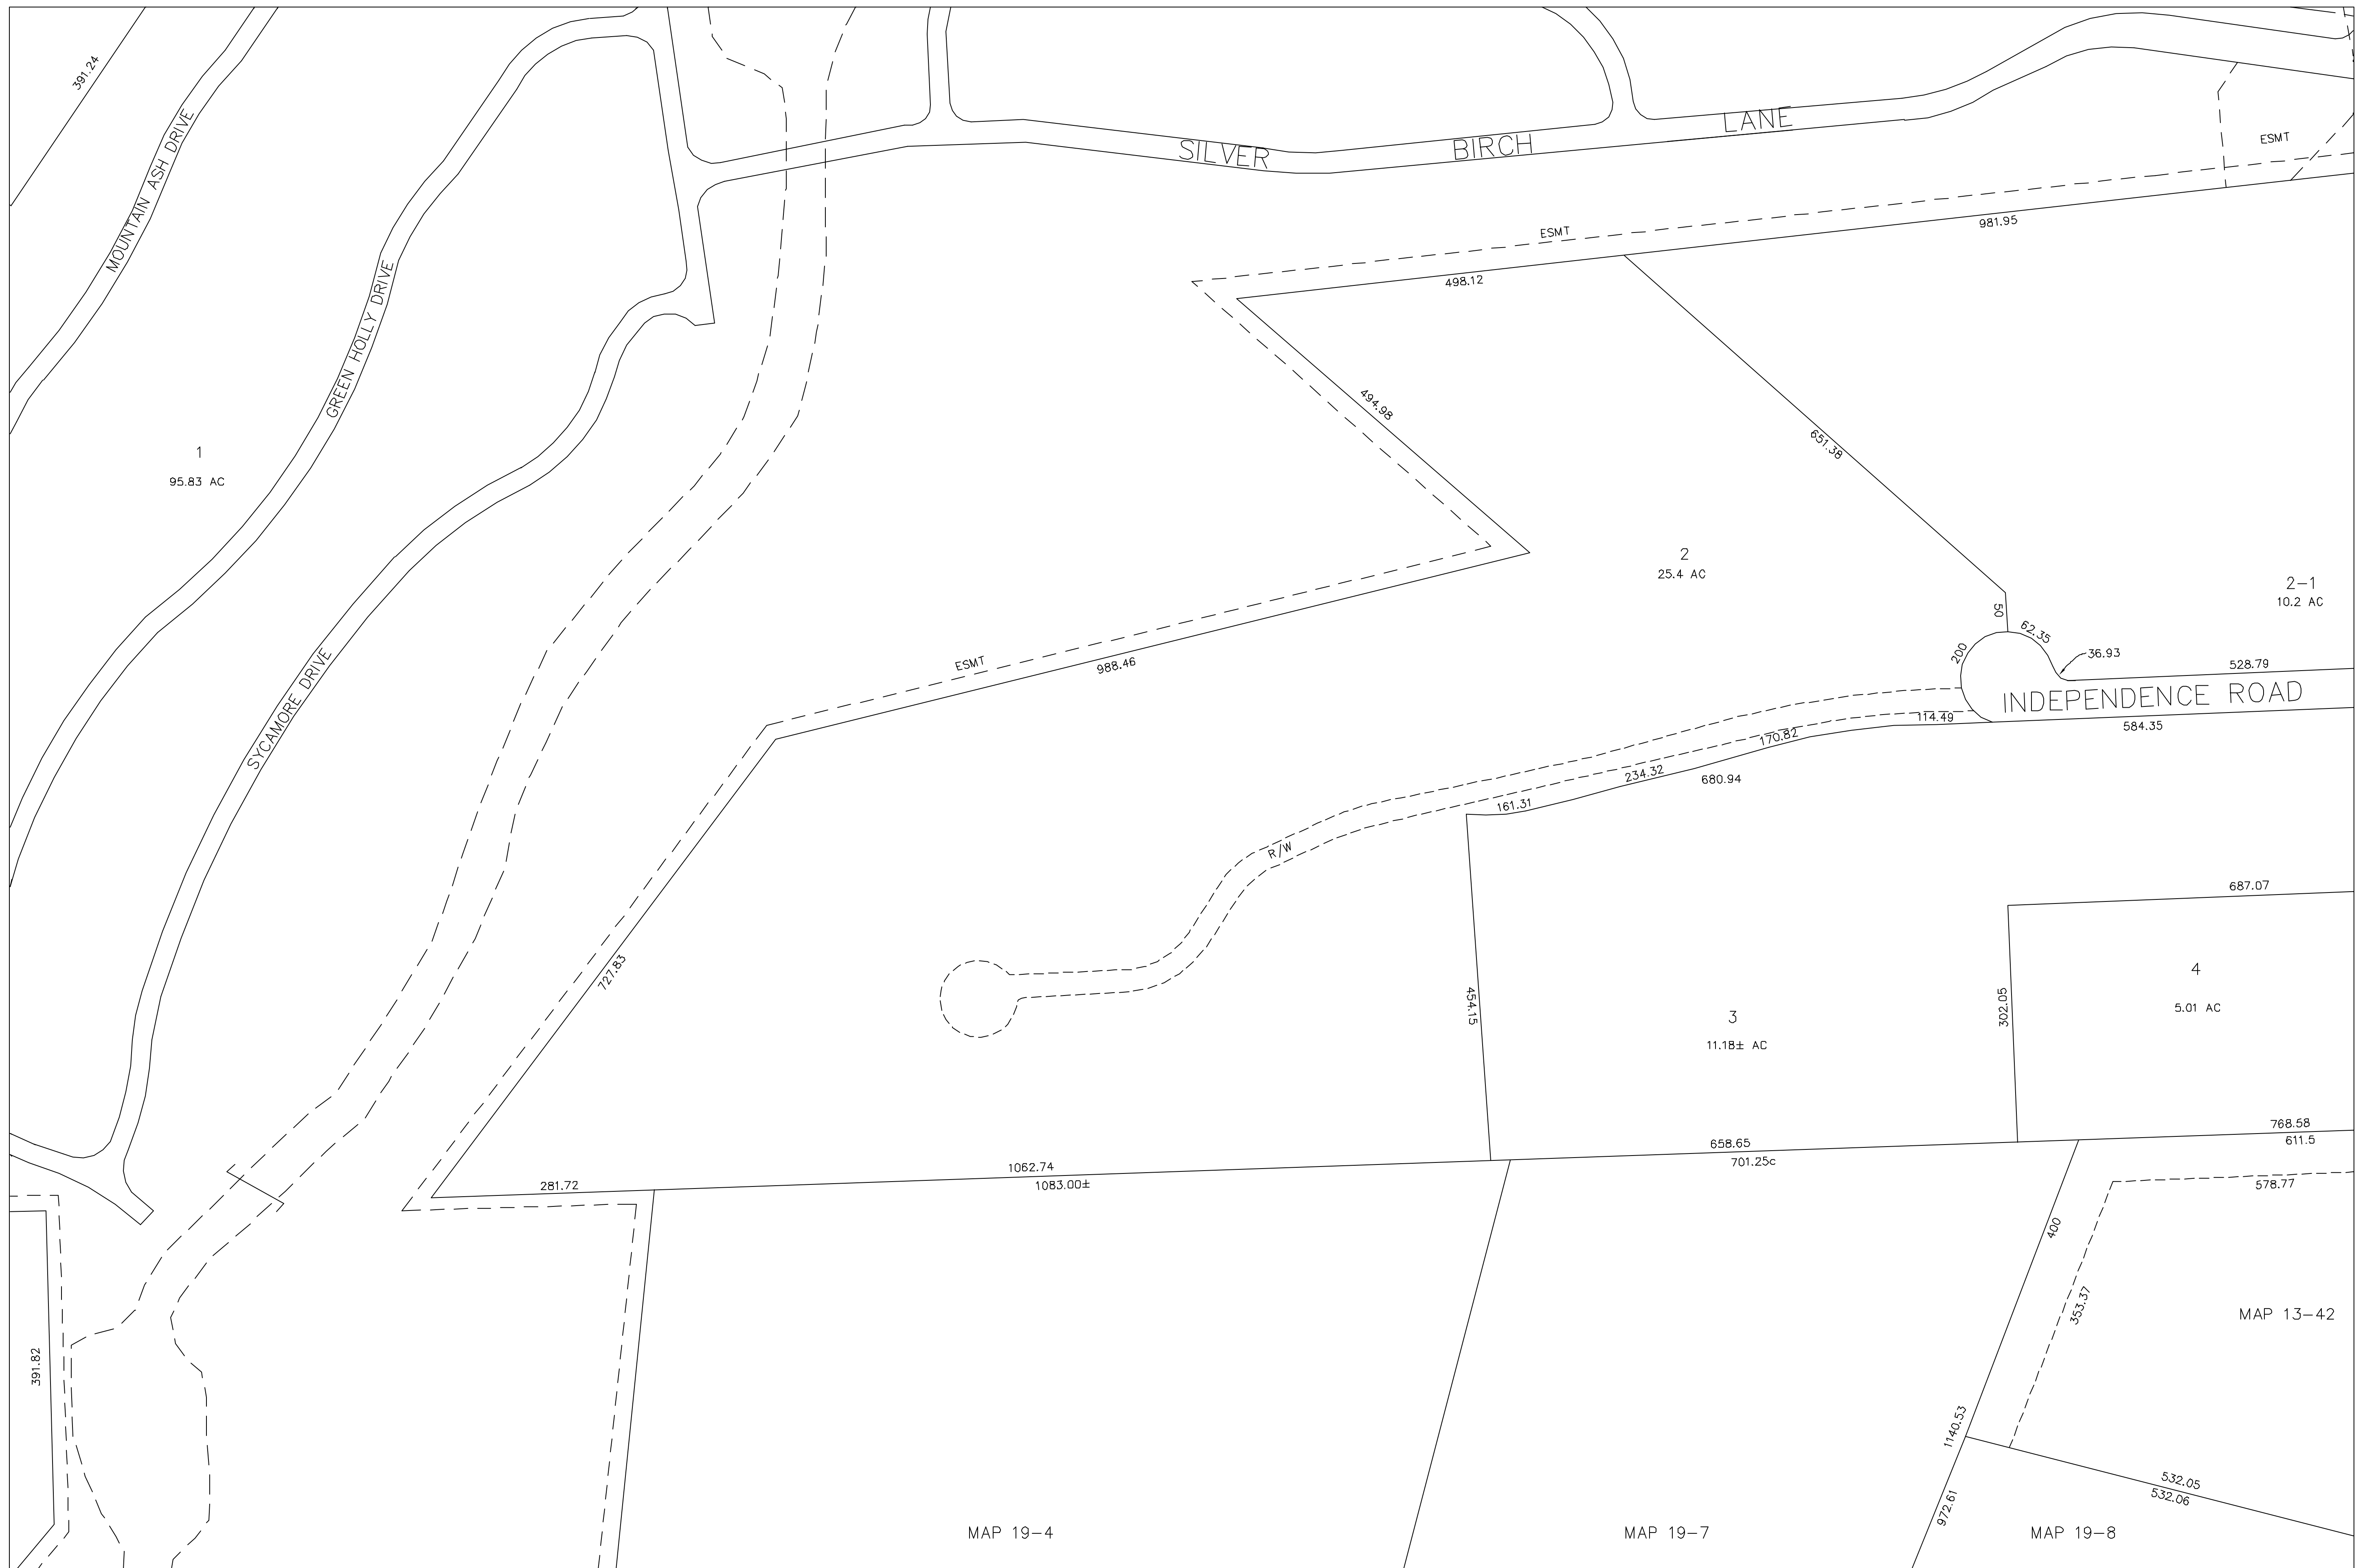 391.24
MOUNTAIN ASH DRIVE
GREEN HOLLY DRIVE
SILVER BIRCH LANE
ESMT
981.95
ESMT
498.12
494.98
651.38
1
95.83 AC
2
25.4 AC
2-1
10.2 AC
50
62.35
200
36.93
528.79
INDEPENDENCE ROAD
584.35
114.49
170.82
234.32
680.94
161.31
ESMT
988.46
SYCAMORE DRIVE
R/W
687.07
727.83
454.15
302.05
4
5.01 AC
3
11.18± AC
768.58
611.5
658.65
701.25c
1062.74
1083.00±
281.72
578.77
400
353.37
MAP 13-42
391.82
1140.53
532.05
532.06
972.61
MAP 19-4
MAP 19-7
MAP 19-8